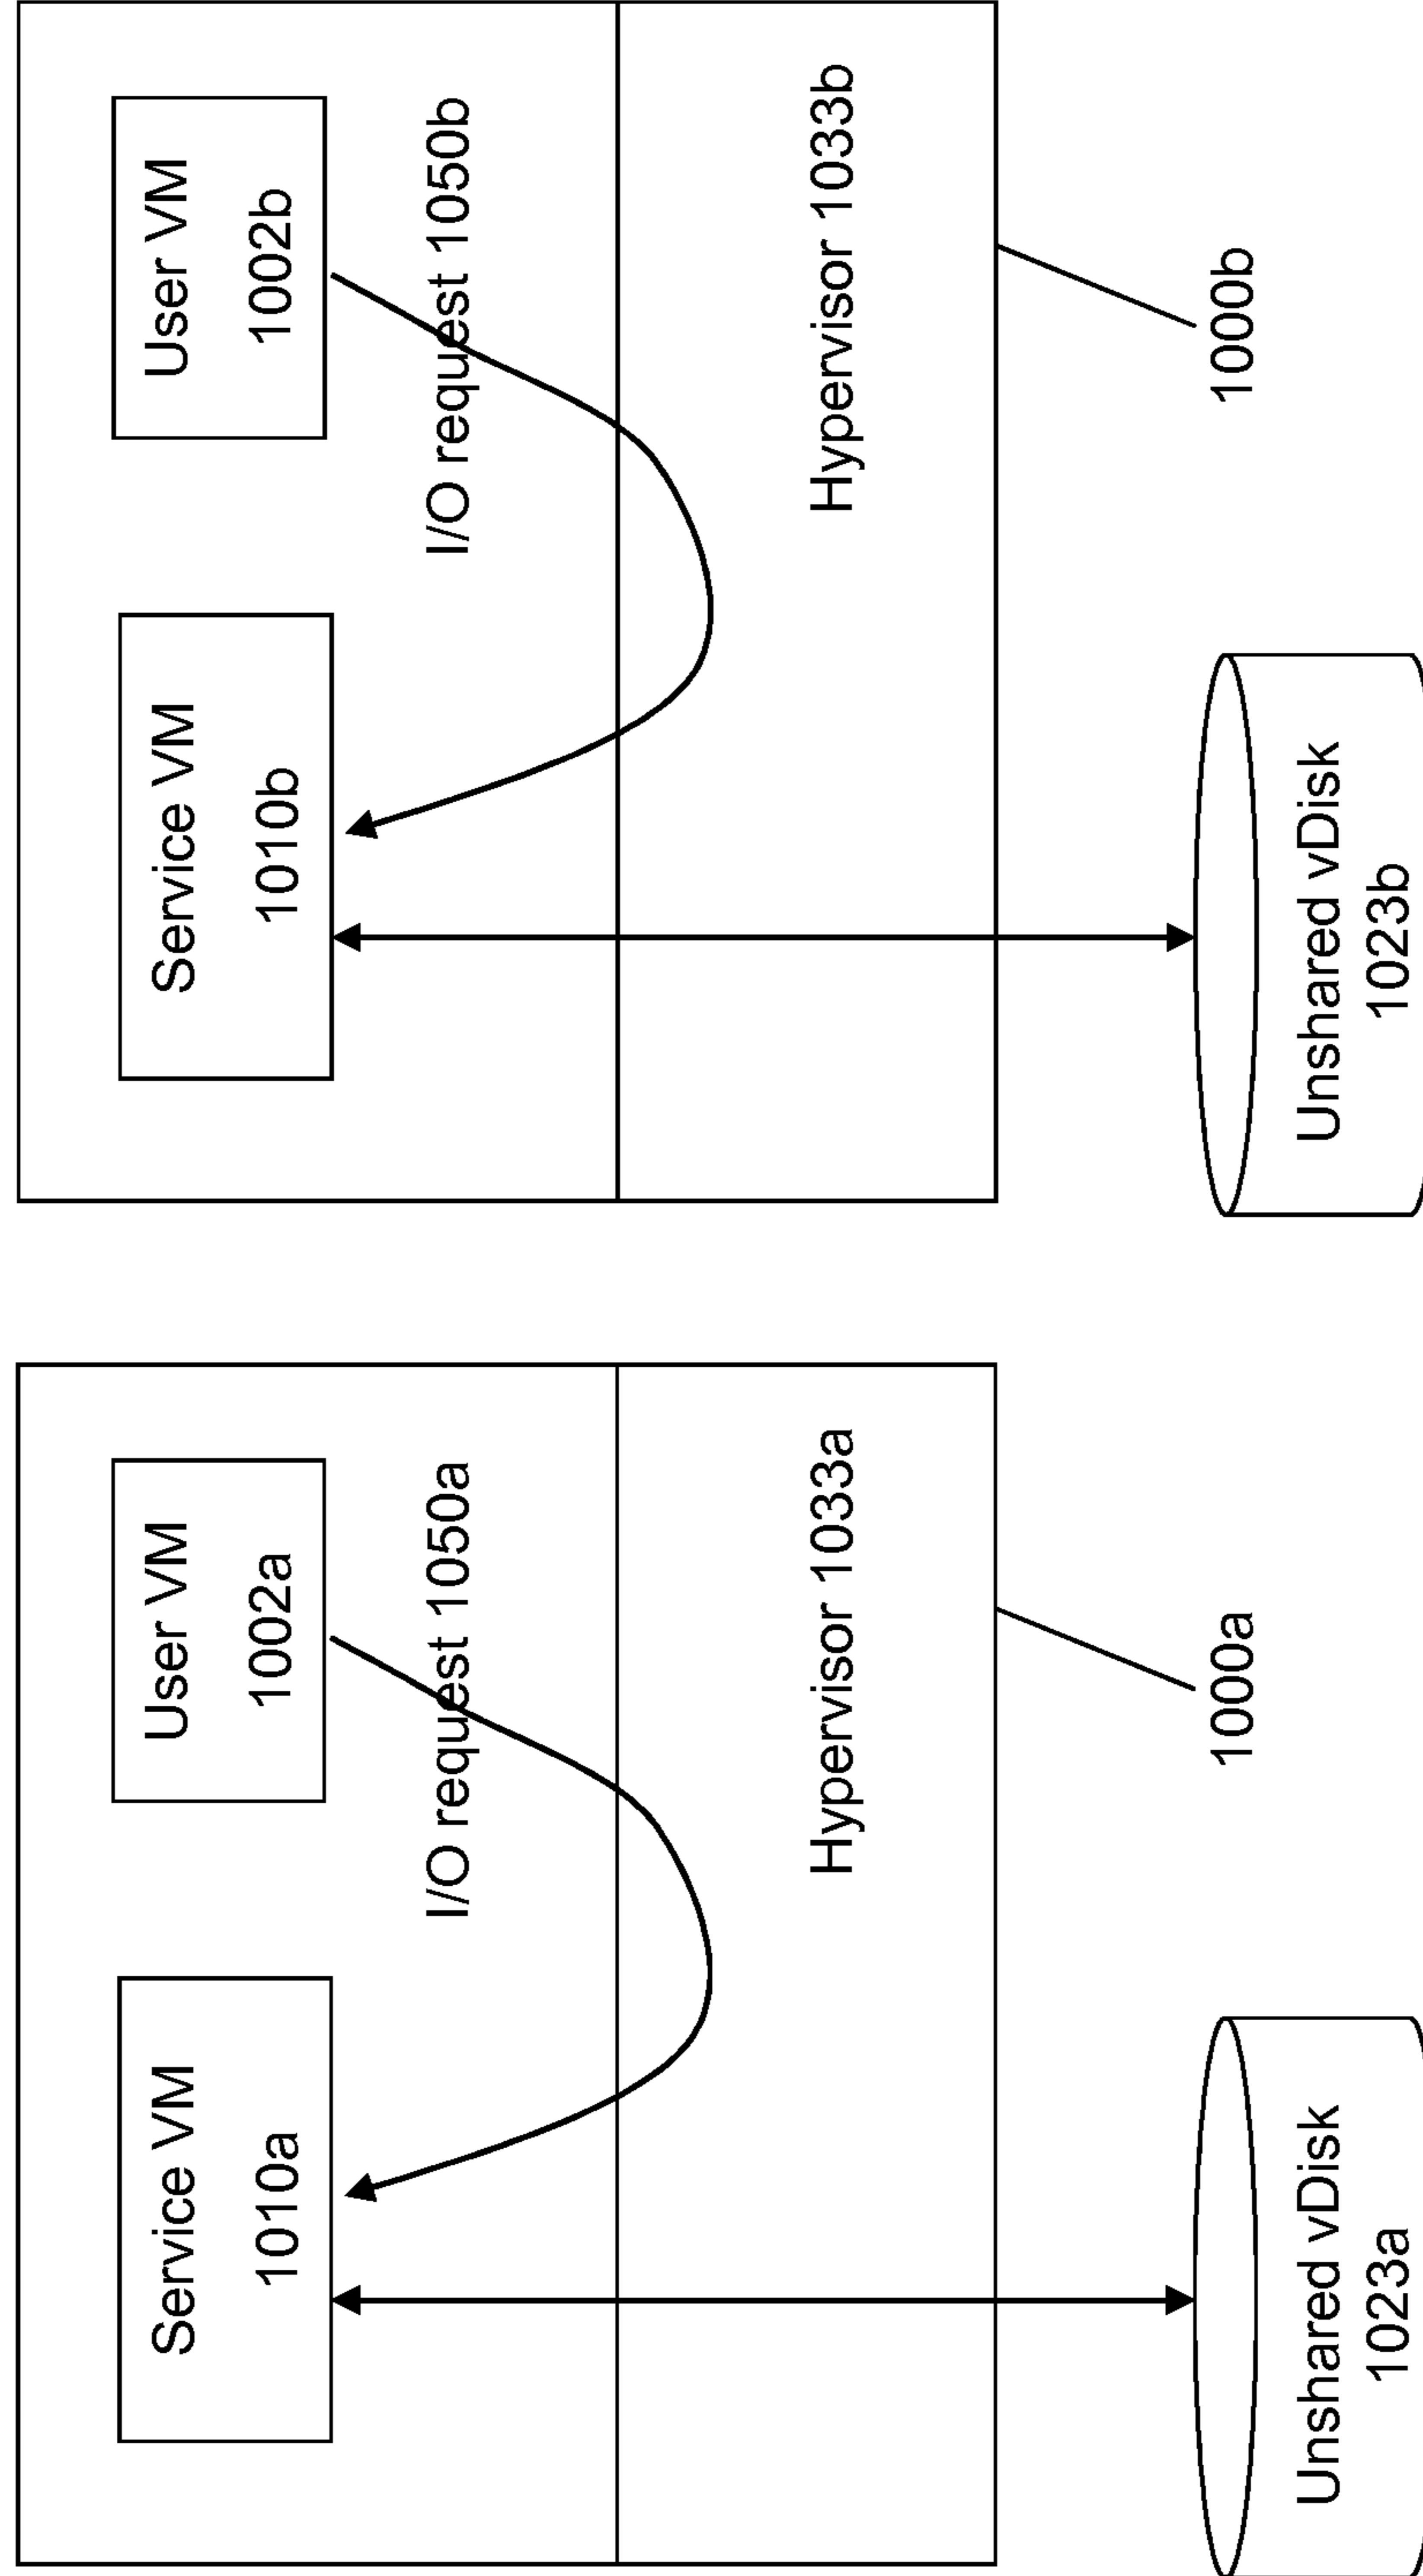 Service VM
1010a
User VM
1002a
I/O request 1050a
Hypervisor 1033a
1000a
Unshared vDisk
1023a
Service VM
1010b
User VM
1002b
I/O request 1050b
Hypervisor 1033b
1000b
Unshared vDisk
1023b